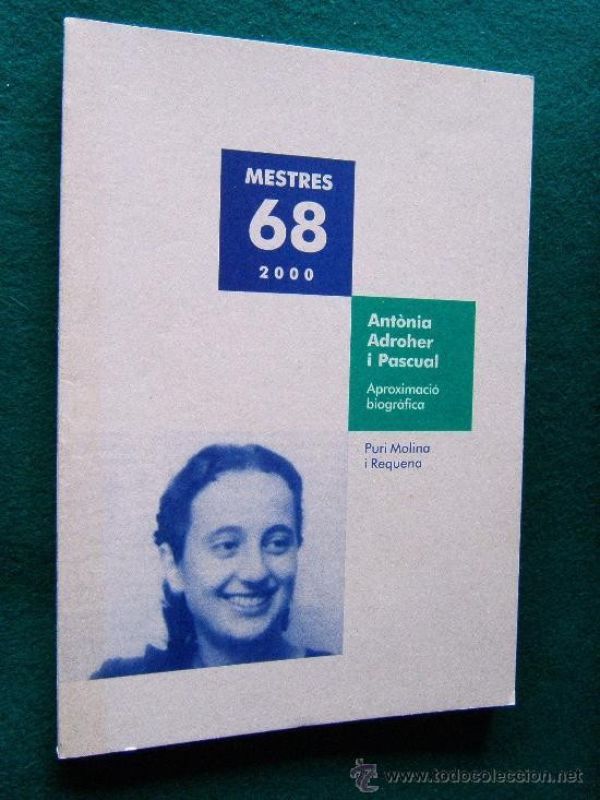 MESTRES
68
2000
Antònia
Adroher
i Pascual
Aproximació
biogràfica
Puri Molina
i Requena
www.todocoleccion.net